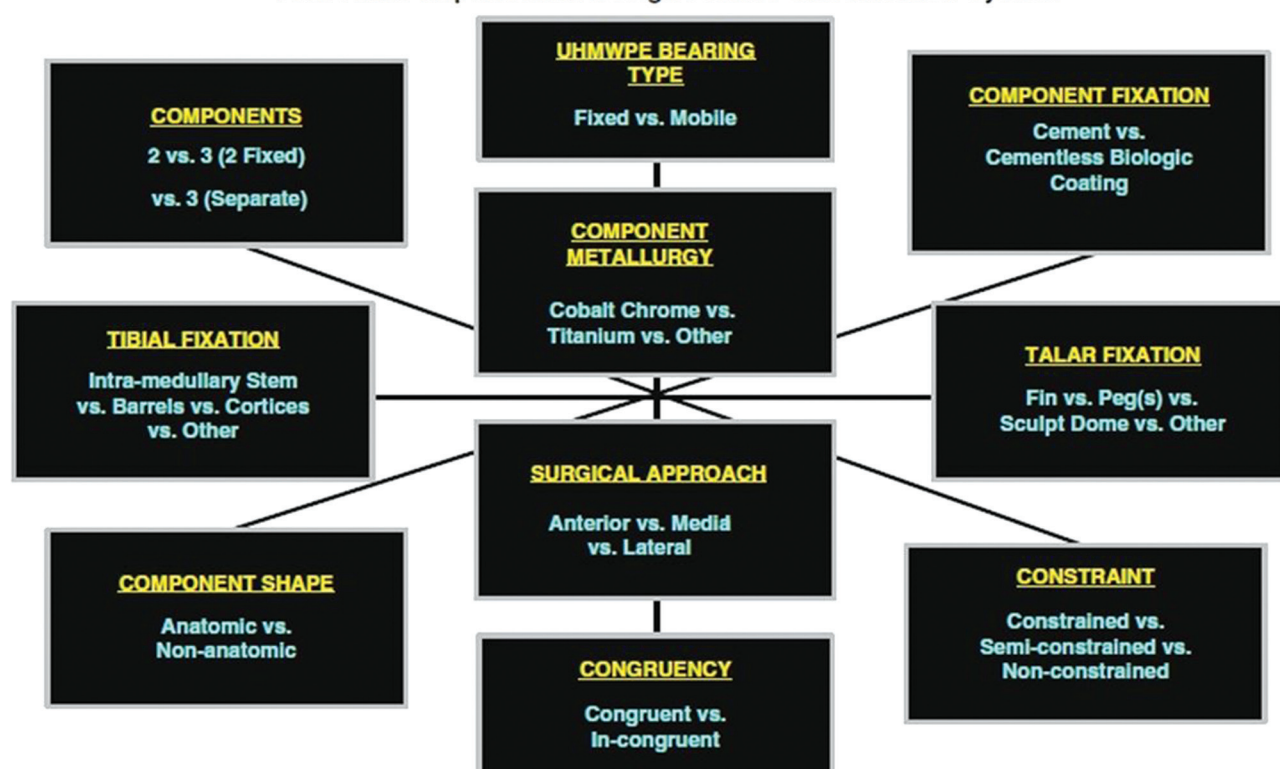 UHMWPE BEARING
TYPE
Fixed vs. Mobile
COMPONENTS
2 vs. 3 (2 Fixed)
vs. 3 (Separate)
COMPONENT FIXATION
Cement vs.
Cementless Biologic
Coating
COMPONENT
METALLURGY
Cobalt Chrome vs.
Titanium vs. Other
TIBIAL FIXATION
Intra-medullary Stem
vs. Barrels vs. Cortices
vs. Other
TALAR FIXATION
Fin vs. Peg(s) vs.
Sculpt Dome vs. Other
SURGICAL APPROACH
Anterior vs. Media
vs. Lateral
COMPONENT SHAPE
Anatomic vs.
Non-anatomic
CONSTRAINT
Constrained vs.
Semi-constrained vs.
Non-constrained
CONGRUENCY
Congruent vs.
In-congruent